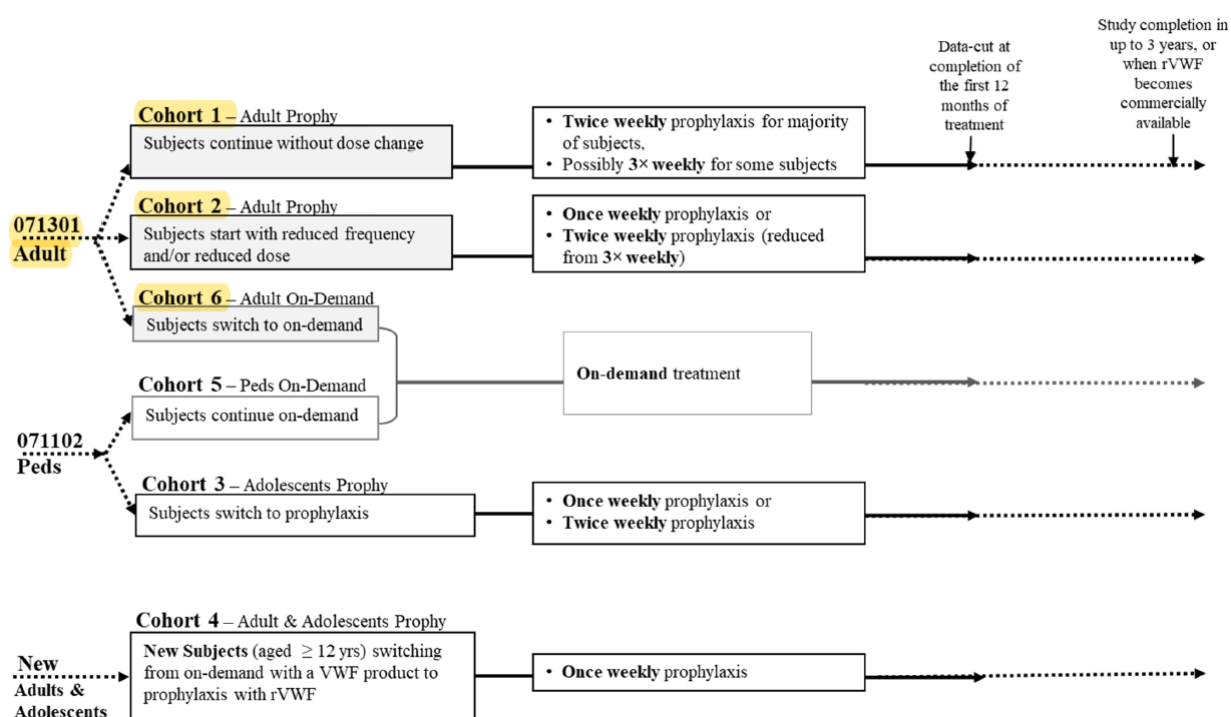 Study completion in
up to 3 years, or
when rVWF
becomes
commercially
available
Data-cut at
completion of
the first 12
months of
treatment
Cohort 1 – Adult Prophy
Subjects continue without dose change
• Twice weekly prophylaxis for majority
of subjects,
• Possibly 3× weekly for some subjects
071301
Adult
Cohort 2 – Adult Prophy
Subjects start with reduced frequency
and/or reduced dose
• Once weekly prophylaxis or
• Twice weekly prophylaxis (reduced
from 3× weekly)
Cohort 6 – Adult On-Demand
Subjects switch to on-demand
On-demand treatment
Cohort 5 – Peds On-Demand
Subjects continue on-demand
071102
Peds
Cohort 3 – Adolescents Prophy
Subjects switch to prophylaxis
• Once weekly prophylaxis or
• Twice weekly prophylaxis
Cohort 4 – Adult & Adolescents Prophy
New
Adults &
Adolescents
New Subjects (aged ≥ 12 yrs) switching
from on-demand with a VWF product to
prophylaxis with rVWF
• Once weekly prophylaxis